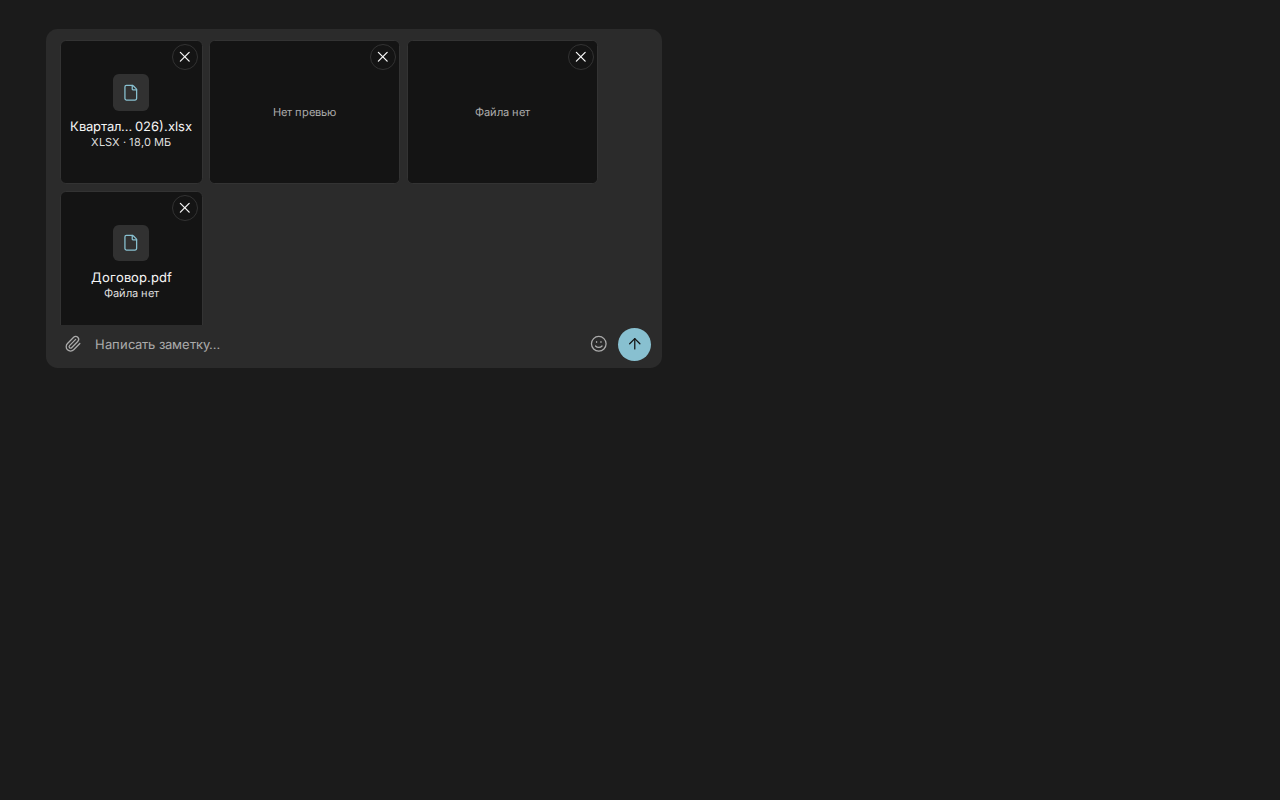 Квартал... 026).xlsx
XLSX · 18,0 МБ
Нет превью
Файла нет
Договор.pdf
Файла нет
Написать заметку...